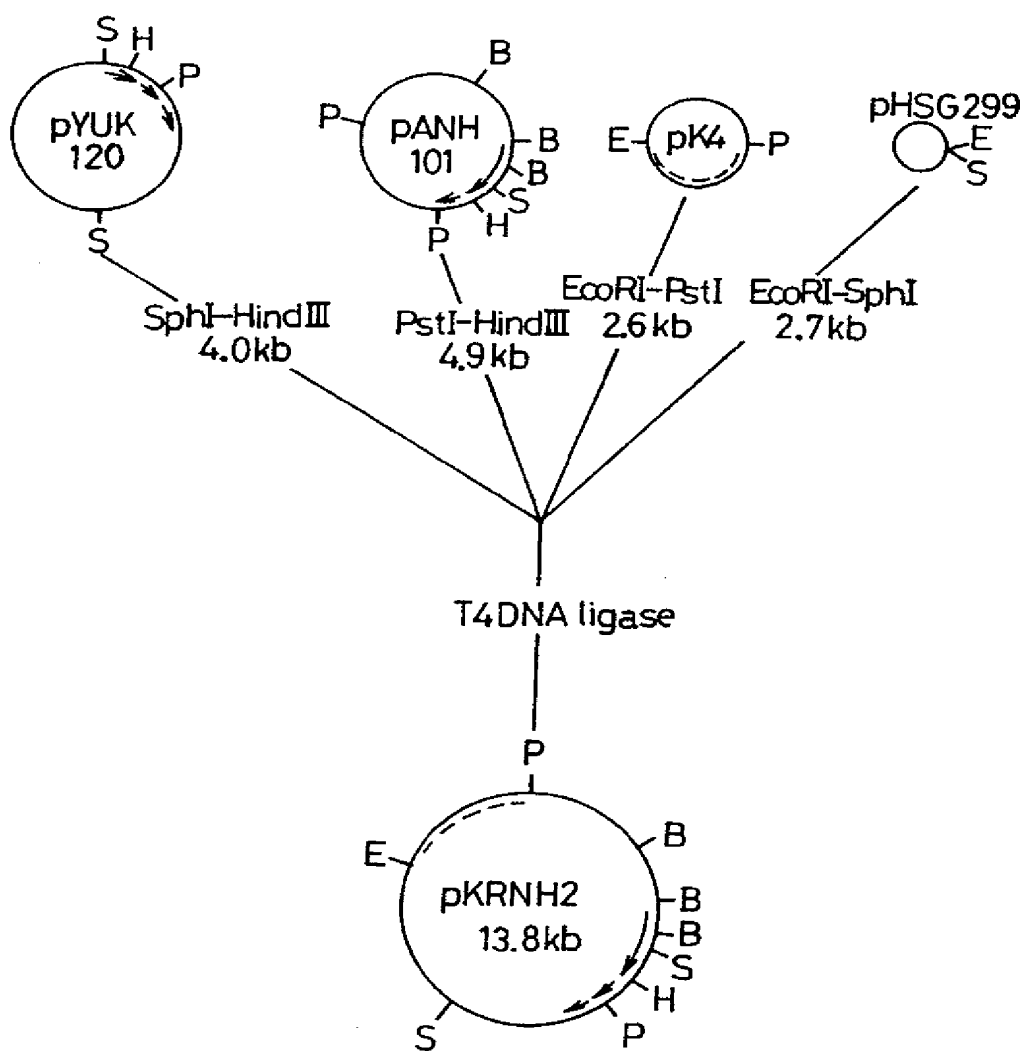 S
H
P
pYUK
120
S
B
P
pANH
101
B
B
S
H
P
E
pK4
P
pHSG299
E
S
SphI-HindIII
4.0kb
PstI-HindIII
4.9kb
EcoRI-PstI
2.6kb
EcoRI-SphI
2.7kb
T4DNA ligase
P
E
B
pKRNH2
13.8kb
B
B
S
H
P
S